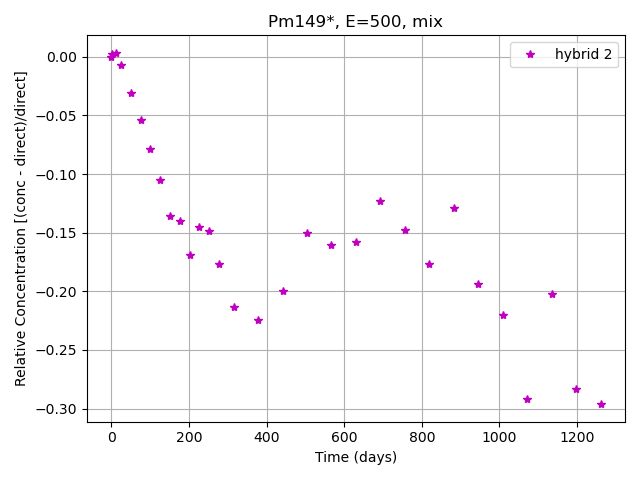 Pm149*, E=500, mix
hybrid 2
Relative Concentration [(conc - direct)/direct]
0.00
−0.05
−0.10
−0.15
−0.20
−0.25
−0.30
0 200 400 600 800 1000 1200
Time (days)